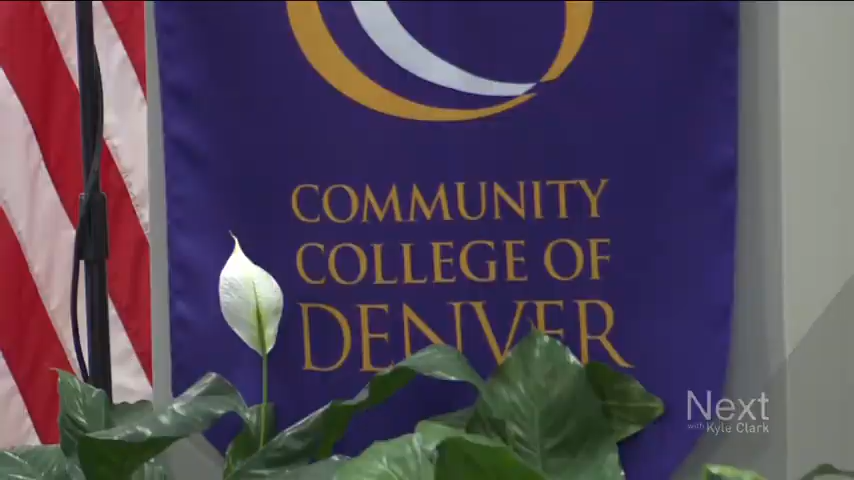 COMMUNITY
COLLEGE OF
DENVER
Next
with Kyle Clark